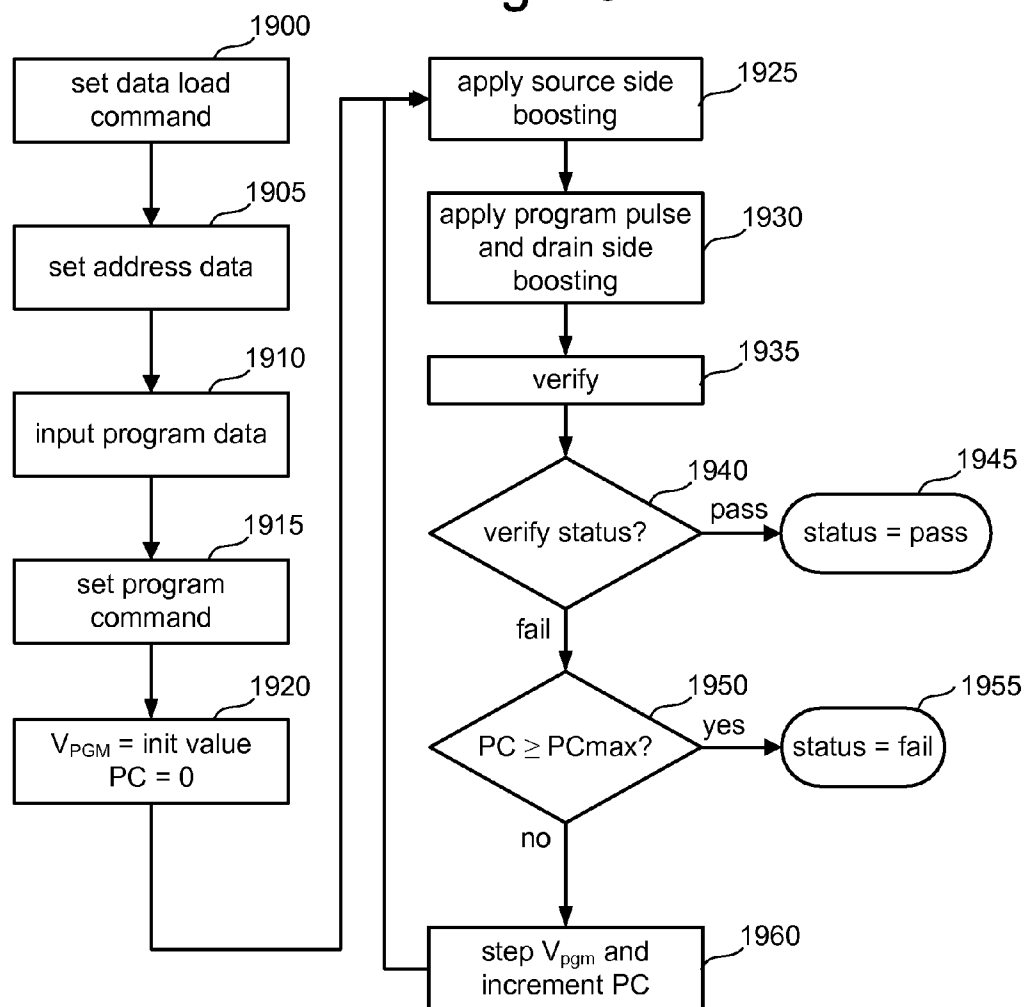 1900
set data load
command
1905
set address data
1910
input program data
1915
set program
command
1920
V_PGM = init value
PC = 0
1925
apply source side
boosting
1930
apply program pulse
and drain side
boosting
1935
verify
1940
verify status?
pass
1945
status = pass
fail
1950
PC ≥ PCmax?
yes
1955
status = fail
no
1960
step V_pgm and
increment PC